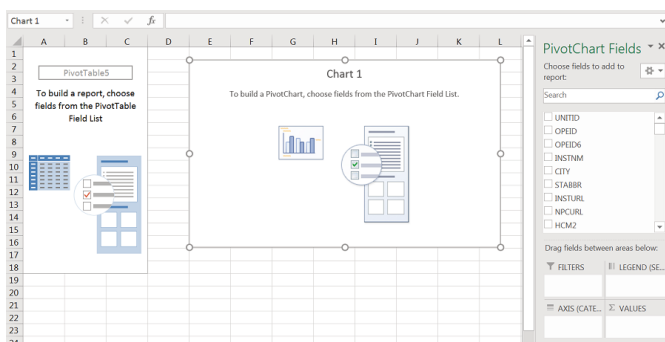 Chart 1
fx
A B C D E F G H I J K L
1
2
3
4
5
6
7
8
9
10
11
12
13
14
15
16
17
18
19
20
21
22
23
24
PivotTable5
To build a report, choose
fields from the PivotTable
Field List
Chart 1
To build a PivotChart, choose fields from the PivotChart Field List.
PivotChart Fields
Choose fields to add to
report:
Search
UNITID
OPEID
OPEID6
INSTNM
CITY
STABBR
INSTURL
NPCURL
HCM2
Drag fields between areas below:
FILTERS
LEGEND (SE...
AXIS (CATE...
Σ VALUES